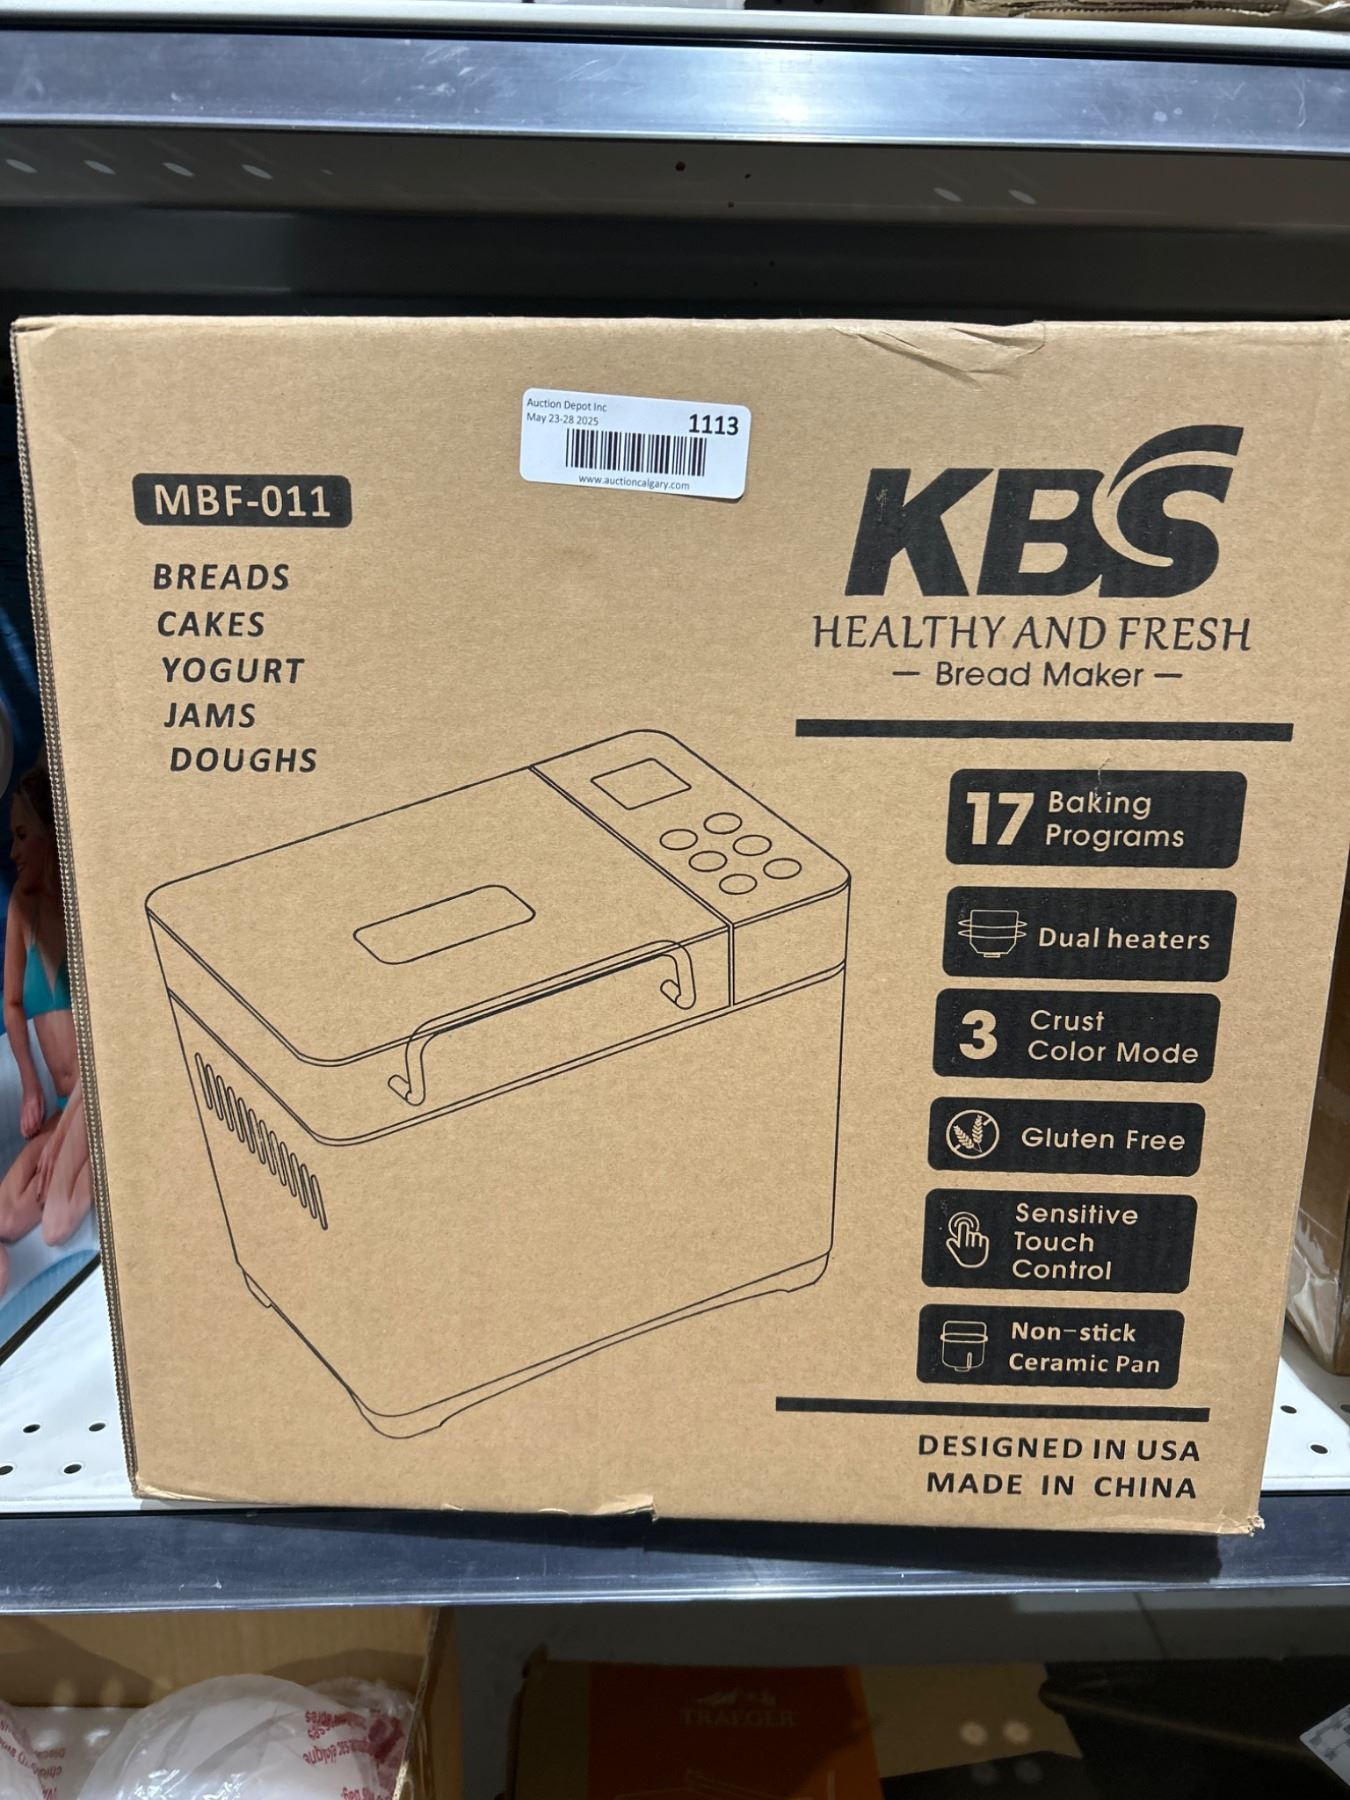 Auction Depot Inc
May 23-28 2025
1113
www.auctioncalgary.com
MBF-011
BREADS
CAKES
YOGURT
JAMS
DOUGHS
KBS
HEALTHY AND FRESH
— Bread Maker —
17 Baking
Programs
Dual heaters
3 Crust
Color Mode
Gluten Free
Sensitive
Touch
Control
Non-stick
Ceramic Pan
DESIGNED IN USA
MADE IN CHINA
TRAEGER